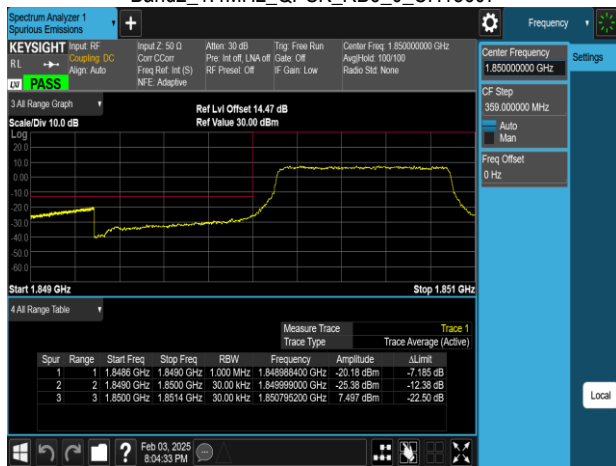 Spectrum Analyzer 1
Spurious Emissions
Frequency
KEYSIGHT Input: RF Input Z: 50 Ω Atten: 30 dB Trig: Free Run Center Freq: 1.850000000 GHz
RL Coupling: DC Corr CCorr Pre: Int off, LNA off Gate: Off Avg|Hold: 100/100
Align: Auto Freq Ref: Int (S) RF Preset: Off IF Gain: Low Radio Std: None
NFE: Adaptive
PASS
Center Frequency
1.850000000 GHz
Settings
CF Step
359.000000 MHz
Auto
Man
Freq Offset
0 Hz
3 All Range Graph
Ref Lvl Offset 14.47 dB
Scale/Div 10.0 dB Ref Value 30.00 dBm
Log
20.0
10.0
0.00
-10.0
-20.0
-30.0
-40.0
-50.0
-60.0
Start 1.849 GHz Stop 1.851 GHz
4 All Range Table
Measure Trace Trace 1
Trace Type Trace Average (Active)
Spur Range Start Freq Stop Freq RBW Frequency Amplitude ΔLimit
1 1 1.8486 GHz 1.8490 GHz 1.000 MHz 1.848988400 GHz -20.18 dBm -7.185 dB
2 2 1.8490 GHz 1.8500 GHz 30.00 kHz 1.849999000 GHz -25.38 dBm -12.38 dB
3 3 1.8500 GHz 1.8514 GHz 30.00 kHz 1.850795200 GHz 7.497 dBm -22.50 dB
Local
Feb 03, 2025
8:04:33 PM